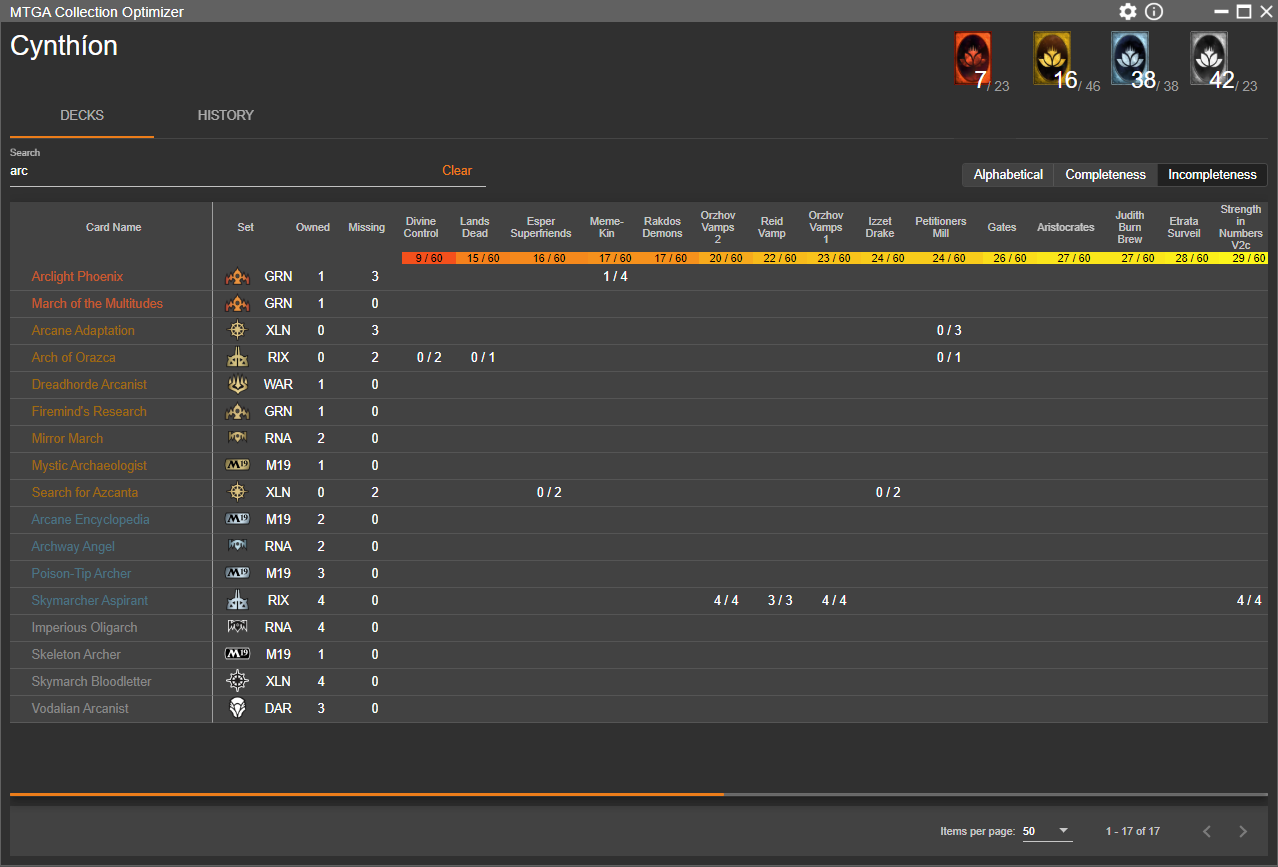 MTGA Collection Optimizer
Cynthíon
7 / 23 16 / 46 38 / 38 42 / 23
DECKS HISTORY
Search
arc Clear
Alphabetical Completeness Incompleteness
Card Name Set Owned Missing Divine Control Lands Dead Esper Superfriends Meme-Kin Rakdos Demons Orzhov Vamps 2 Reid Vamp Orzhov Vamps 1 Izzet Drake Petitioners Mill Gates Aristocrates Judith Burn Brew Etrata Surveil Strength in Numbers V2c
9 / 60 15 / 60 16 / 60 17 / 60 17 / 60 20 / 60 22 / 60 23 / 60 24 / 60 24 / 60 26 / 60 27 / 60 27 / 60 28 / 60 29 / 60
Arclight Phoenix GRN 1 3 1 / 4
March of the Multitudes GRN 1 0
Arcane Adaptation XLN 0 3 0 / 3
Arch of Orazca RIX 0 2 0 / 2 0 / 1 0 / 1
Dreadhorde Arcanist WAR 1 0
Firemind's Research GRN 1 0
Mirror March RNA 2 0
Mystic Archaeologist M19 M19 1 0
Search for Azcanta XLN 0 2 0 / 2 0 / 2
Arcane Encyclopedia M19 M19 2 0
Archway Angel RNA 2 0
Poison-Tip Archer M19 M19 3 0
Skymarcher Aspirant RIX 4 0 4 / 4 3 / 3 4 / 4 4 / 4
Imperious Oligarch RNA 4 0
Skeleton Archer M19 M19 1 0
Skymarch Bloodletter XLN 4 0
Vodalian Arcanist DAR 3 0
Items per page: 50 1 - 17 of 17